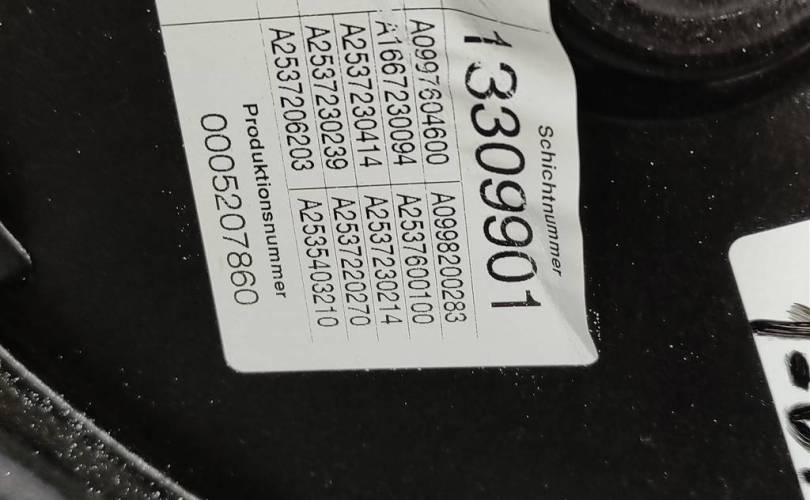 Schichtnummer
13309901
A0997604600 A0998200283
A1667230094 A2537600100
A2537230414 A2537230214
A2537230239 A2537220270
A2537206203 A2535403210
Produktionsnummer
0005207860